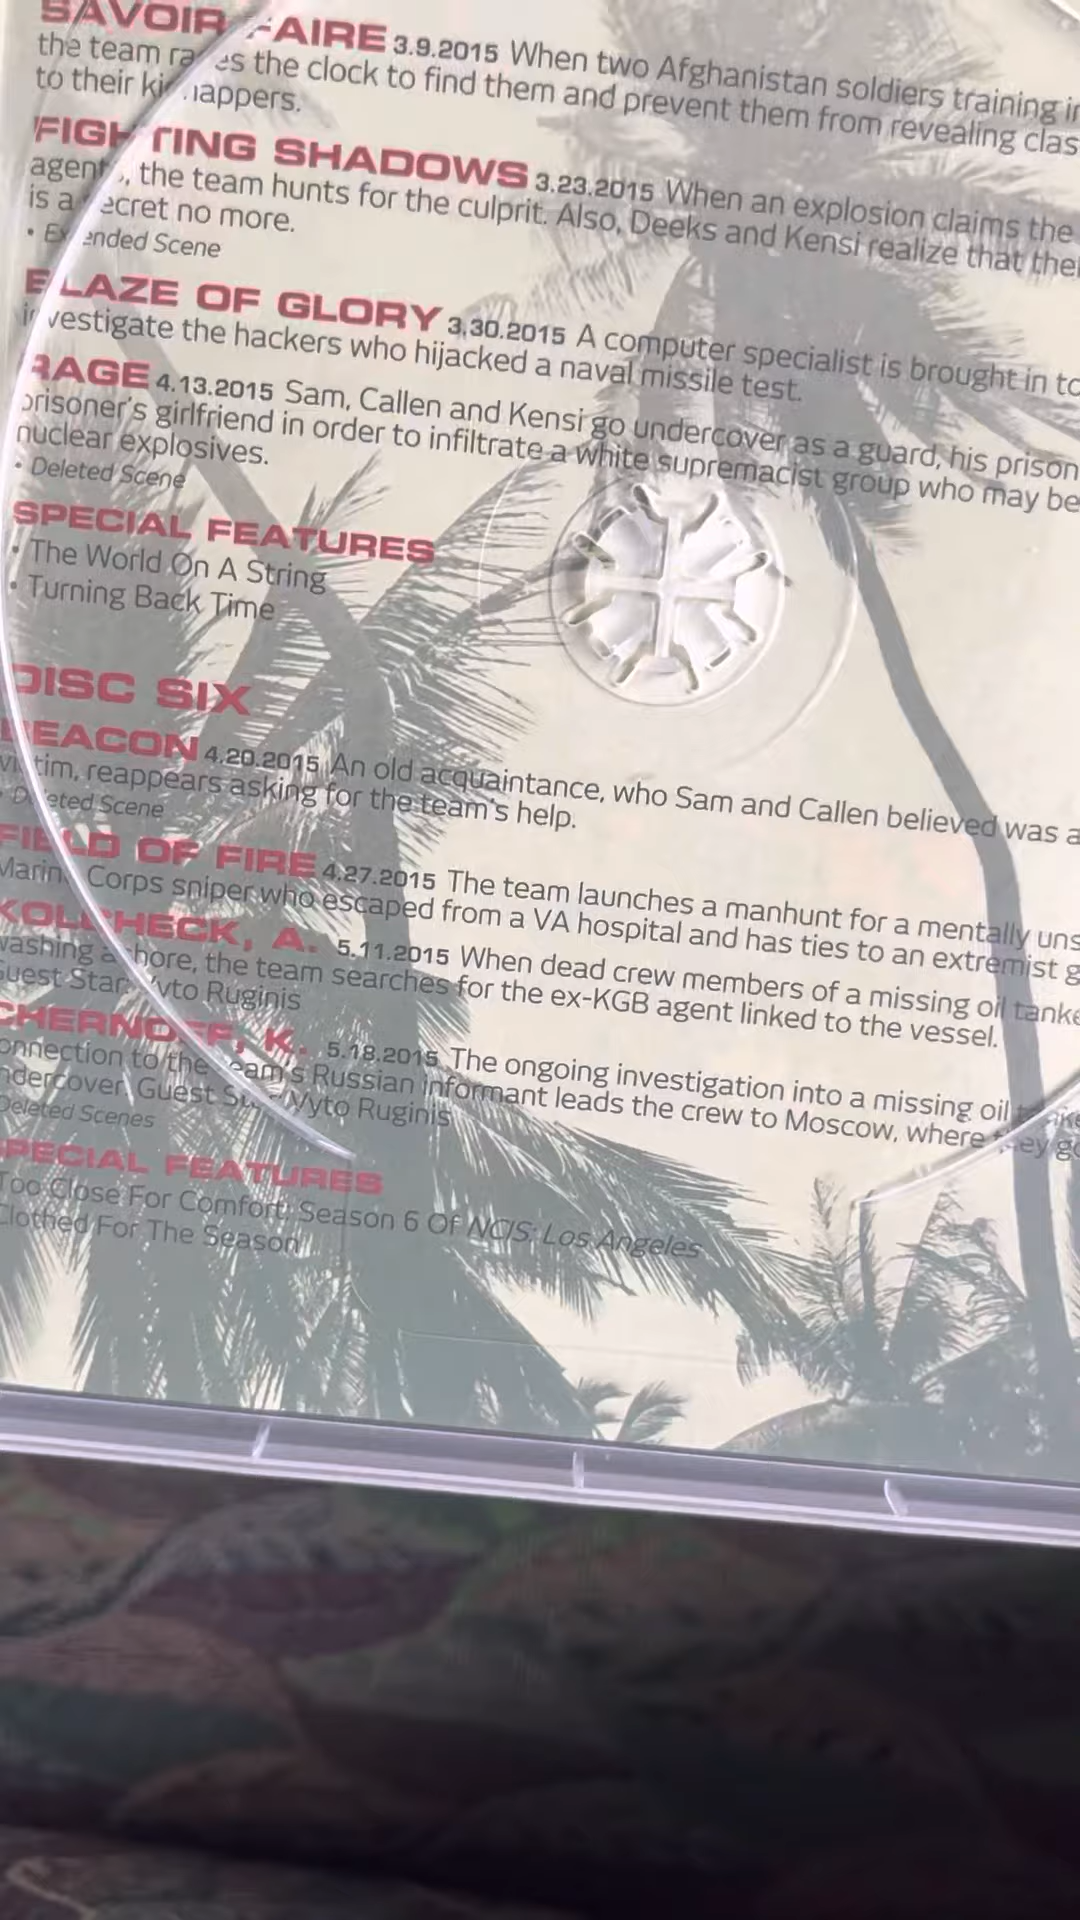 SAVOIR FAIRE 3.9.2015 When two Afghanistan soldiers training in
the team races the clock to find them and prevent them from revealing clas
to their kidnappers.
FIGHTING SHADOWS 3.23.2015 When an explosion claims the
agents, the team hunts for the culprit. Also, Deeks and Kensi realize that thei
is a secret no more.
• Extended Scene
BLAZE OF GLORY 3.30.2015 A computer specialist is brought in to
investigate the hackers who hijacked a naval missile test.
RAGE 4.13.2015 Sam, Callen and Kensi go undercover as a guard, his prison
prisoner's girlfriend in order to infiltrate a white supremacist group who may be
nuclear explosives.
• Deleted Scene
SPECIAL FEATURES
• The World On A String
• Turning Back Time
DISC SIX
BEACON 4.20.2015 An old acquaintance, who Sam and Callen believed was a
victim, reappears asking for the team's help.
• Deleted Scene
FIELD OF FIRE 4.27.2015 The team launches a manhunt for a mentally uns
Marine Corps sniper who escaped from a VA hospital and has ties to an extremist g
KOLCHECK, A. 5.11.2015 When dead crew members of a missing oil tanke
washing ashore, the team searches for the ex-KGB agent linked to the vessel.
Guest Star: Vyto Ruginis
CHERNOFF, K. 5.18.2015 The ongoing investigation into a missing oil tanke
onnection to the team's Russian informant leads the crew to Moscow, where they go
ndercover. Guest Star: Vyto Ruginis
Deleted Scenes
SPECIAL FEATURES
Too Close For Comfort: Season 6 Of NCIS: Los Angeles
Clothed For The Season